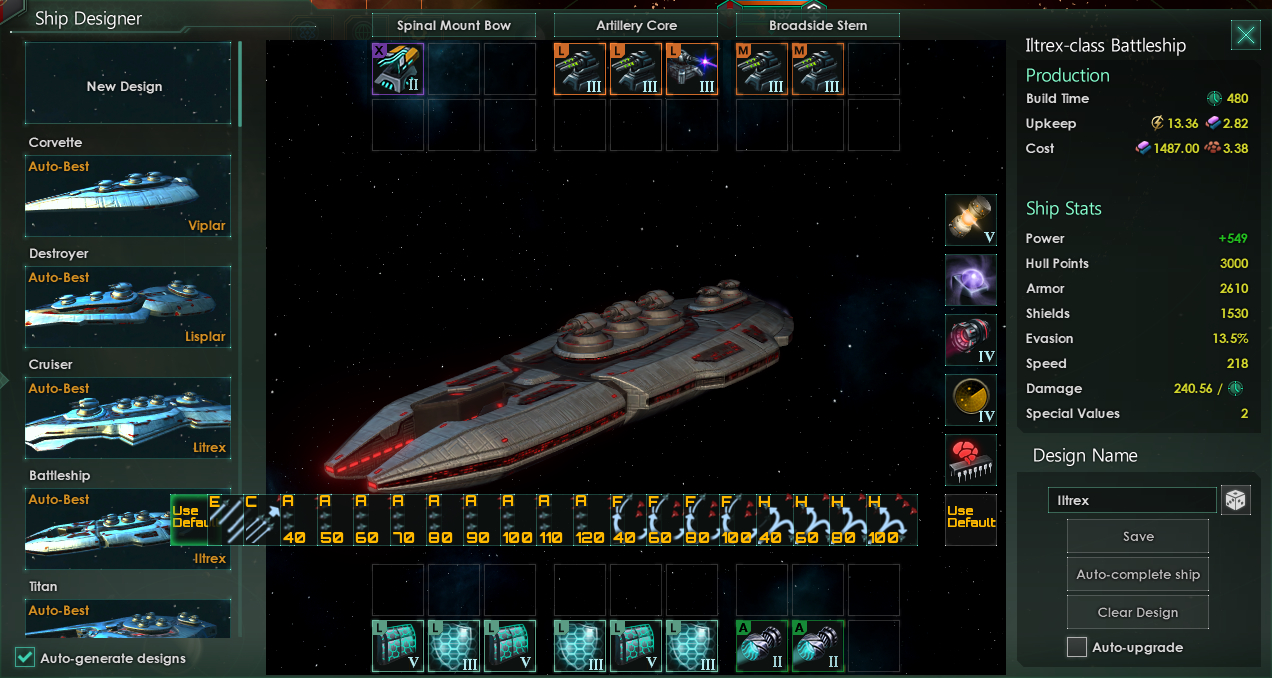 Ship Designer
Spinal Mount Bow
Artillery Core
Broadside Stern
Iltrex-class Battleship
New Design
X
II
L
III
L
III
L
III
M
III
M
III
Production
Build Time 480
Upkeep 13.36 2.82
Cost 1487.00 3.38
Corvette
Auto-Best
Viplar
Destroyer
Auto-Best
Lisplar
Cruiser
Auto-Best
Litrex
Battleship
Auto-Best
Iltrex
Titan
Auto-Best
Auto-generate designs
V
IV
IV
Ship Stats
Power +549
Hull Points 3000
Armor 2610
Shields 1530
Evasion 13.5%
Speed 218
Damage 240.56 /
Special Values 2
Use E C A A A A A A A A A F F F F H H H H
Defau
40 50 60 70 80 90 100 110 120 40 60 80 100 40 60 80 100
Use
Default
L
V
L
III
L
V
L
III
L
V
L
III
A
II
A
II
Design Name
Iltrex
Save
Auto-complete ship
Clear Design
Auto-upgrade